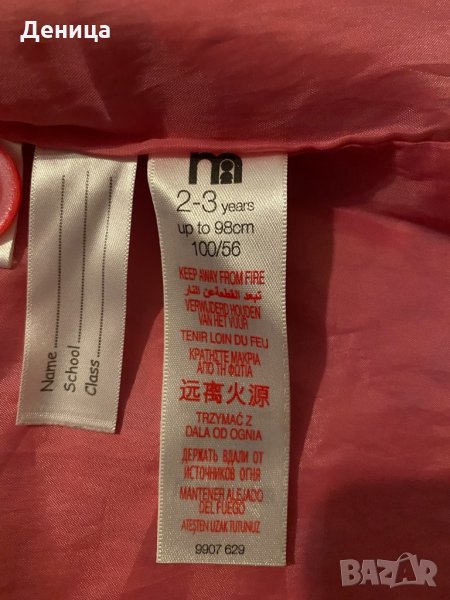 Деница
Name
School
Class
m
2-3 years
up to 98cm
100/56
KEEP AWAY FROM FIRE
تبعد القطعة عن النار
VERWIJDERD HOUDEN
VAN HET VUUR
TENIR LOIN DU FEU
ΚΡΑΤΗΣΤΕ ΜΑΚΡΙΑ
ΑΠΟ ΤΗ ΦΩΤΙΑ
远离火源
TRZYMAĆ Z
DALA OD OGNIA
ДЕРЖАТЬ ВДАЛИ ОТ
ИСТОЧНИКОВ ОГНЯ
MANTENER ALEJADO
DEL FUEGO
ATEŞTEN UZAK TUTUNUZ
9907 629
BAZAR